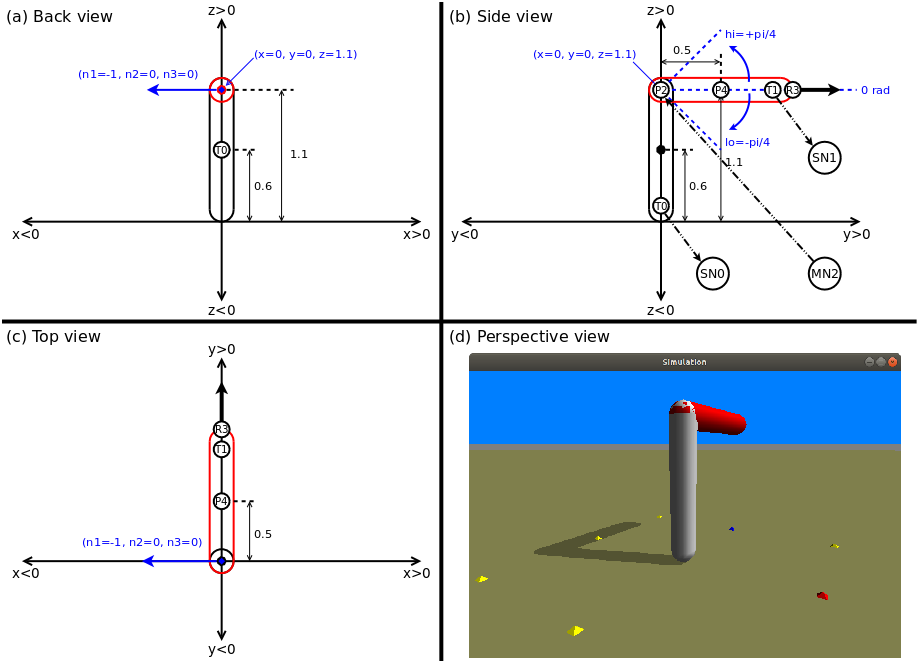 (a) Back view
z>0
(x=0, y=0, z=1.1)
(n1=-1, n2=0, n3=0)
T0
1.1
0.6
x<0
x>0
z<0
(b) Side view
z>0
hi=+pi/4
0.5
(x=0, y=0, z=1.1)
P2
P4
T1
R3
0 rad
lo=-pi/4
1.1
SN1
0.6
T0
y<0
y>0
SN0
MN2
z<0
(c) Top view
y>0
R3
T1
P4
0.5
(n1=-1, n2=0, n3=0)
x<0
x>0
y<0
(d) Perspective view
Simulation